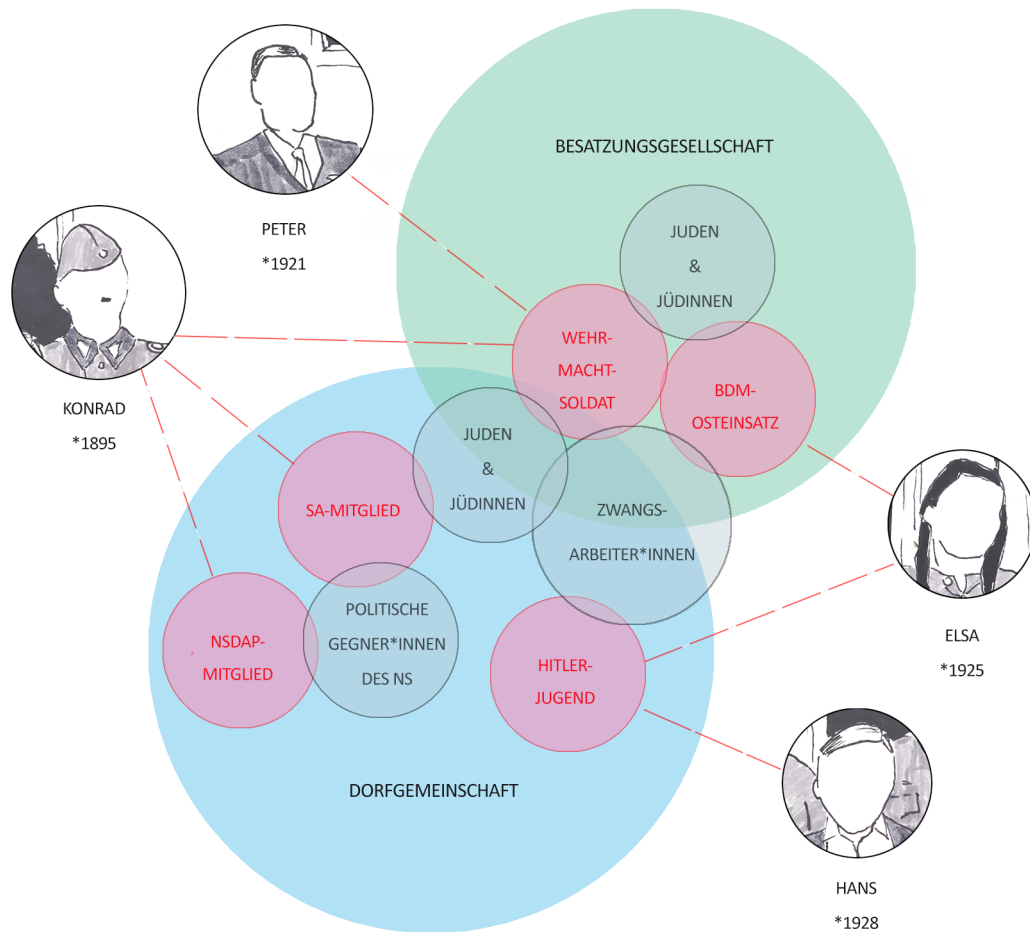 BESATZUNGSGESELLSCHAFT
PETER
*1921
JUDEN
&
JÜDINNEN
WEHR-
MACHT-
SOLDAT
BDM-
OSTEINSATZ
KONRAD
*1895
JUDEN
&
JÜDINNEN
SA-MITGLIED
ZWANGS-
ARBEITER*INNEN
POLITISCHE
GEGNER*INNEN
DES NS
NSDAP-
MITGLIED
HITLER-
JUGEND
ELSA
*1925
DORFGEMEINSCHAFT
HANS
*1928